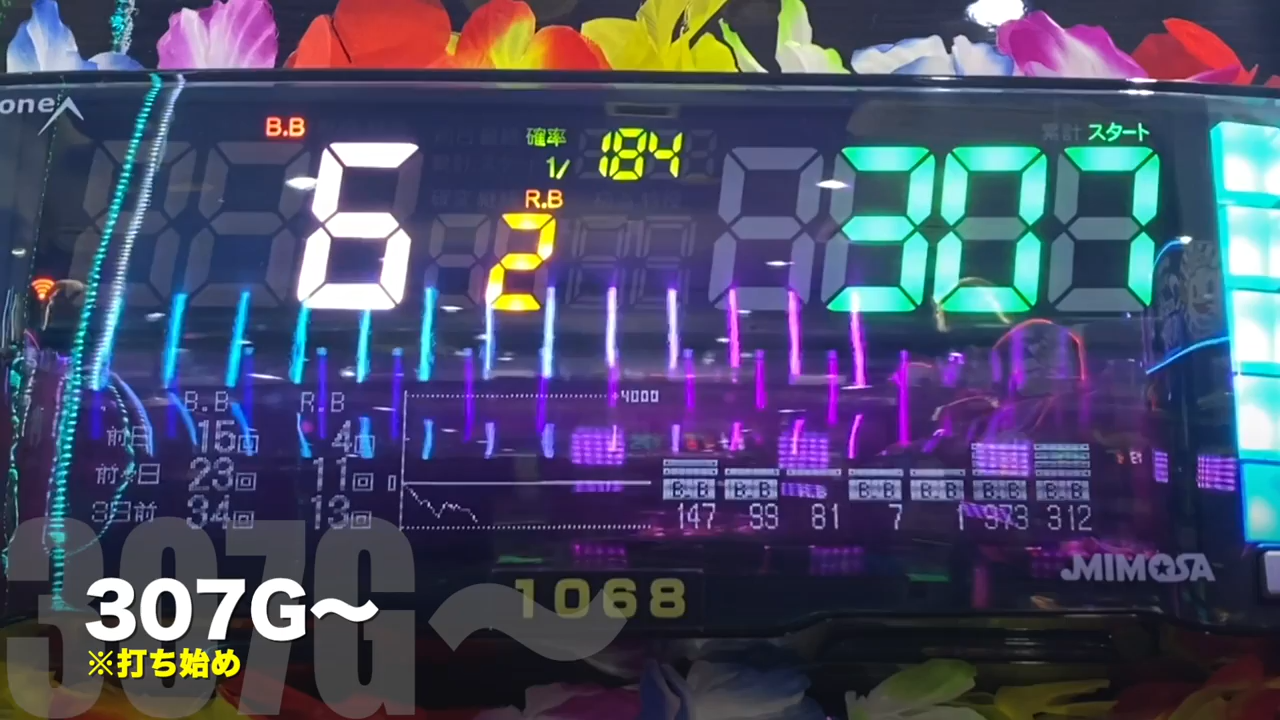 one
B.B
確率
1/
184
累計 スタート
6
R.B
2
307
B.B
R.B
+4000
前日
15回
4回
前々日
23回
11回
0
3日前
34回
13回
B.B
B.B
B.B
B.B
B.B
B.B
147
99
81
7
1
973
312
MIMOSA
1068
307G〜
307G〜
※打ち始め